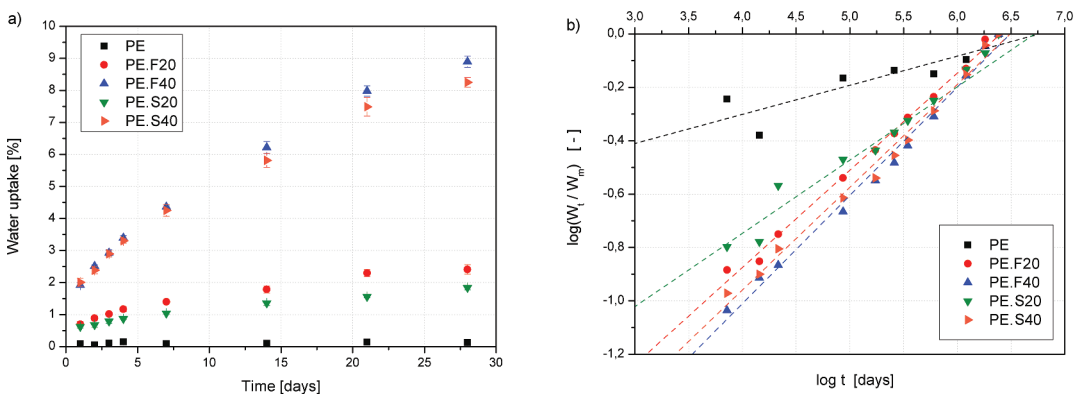 a)
10
9
8
7
6
5
4
3
2
1
0
Water uptake [%]
PE
PE.F20
PE.F40
PE.S20
PE.S40
0 5 10 15 20 25 30
Time [days]
b)
3,0 3,5 4,0 4,5 5,0 5,5 6,0 6,5 7,0
0,0
-0,2
-0,4
-0,6
-0,8
-1,0
-1,2
log(Wt / Wm) [ - ]
PE
PE.F20
PE.F40
PE.S20
PE.S40
log t [days]